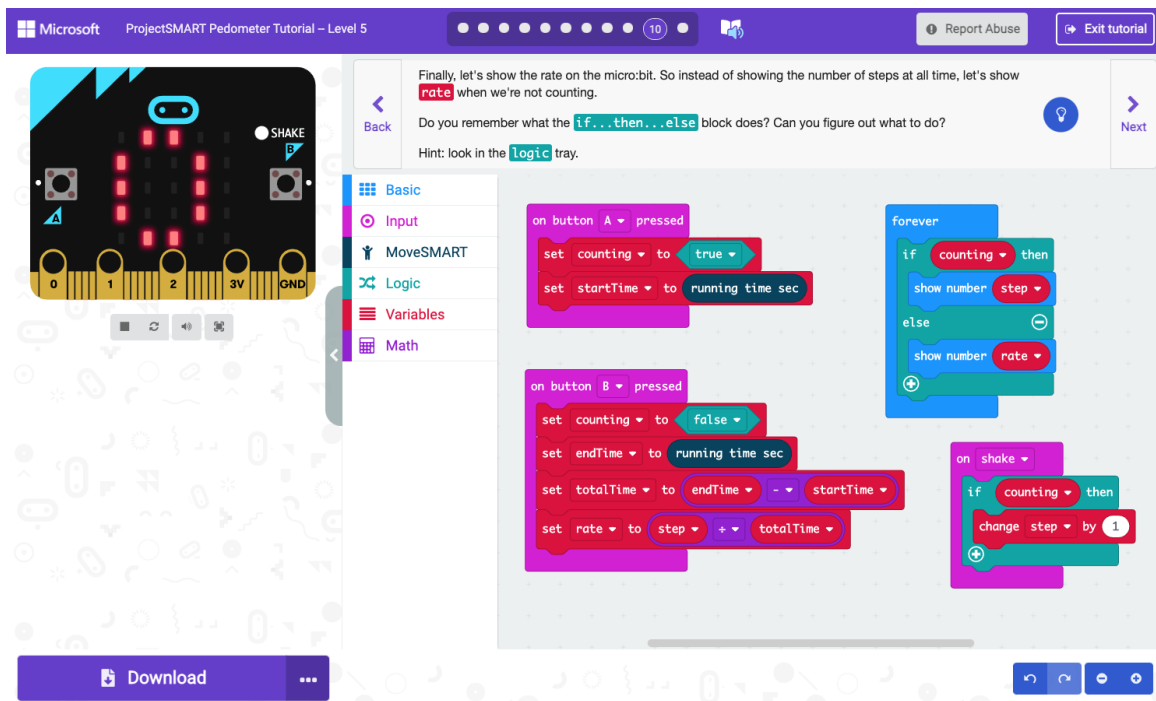 Microsoft ProjectSMART Pedometer Tutorial – Level 5 10 Report Abuse Exit tutorial
Finally, let's show the rate on the micro:bit. So instead of showing the number of steps at all time, let's show
rate when we're not counting.
Do you remember what the if...then...else block does? Can you figure out what to do?
Hint: look in the logic tray.
Back
Next
SHAKE
B
A
0 1 2 3V GND
Basic
Input
MoveSMART
Logic
Variables
Math
on button A pressed
set counting to true
set startTime to running time sec
on button B pressed
set counting to false
set endTime to running time sec
set totalTime to endTime - startTime
set rate to step ÷ totalTime
forever
if counting then
show number step
else
show number rate
on shake
if counting then
change step by 1
Download